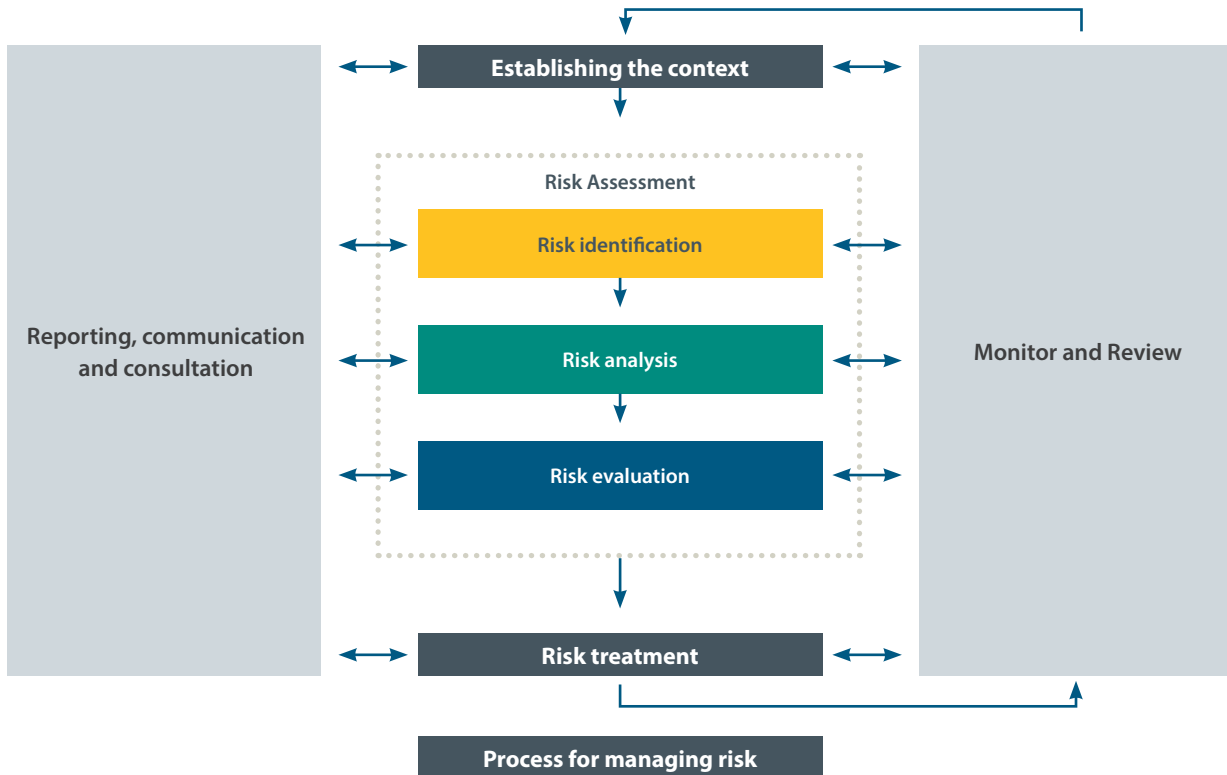 Establishing the context
Risk Assessment
Risk identification
Reporting, communication
and consultation
Risk analysis
Monitor and Review
Risk evaluation
Risk treatment
Process for managing risk